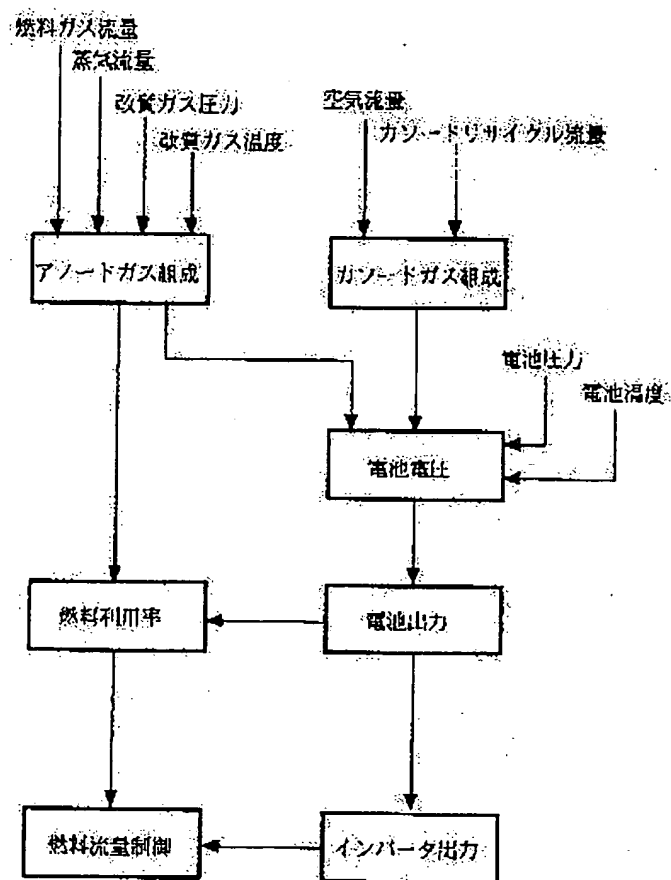 燃料ガス流量
蒸気流量
改質ガス圧力
改質ガス温度
空気流量
カソードリサイクル流量
アノードガス組成
カソードガス組成
電池圧力
電池温度
電池電圧
燃料利用率
電池出力
燃料流量制御
インバータ出力